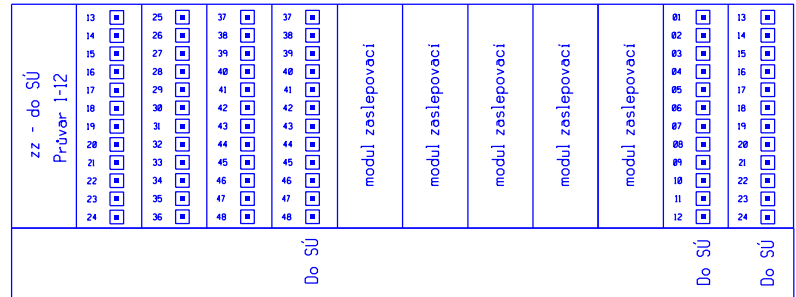 zz - do SÚ
Průvar 1-12
13 25 37 37 01 13
14 26 38 38 02 14
15 27 39 39 03 15
16 28 40 40 04 16
17 29 41 41 05 17
18 30 42 42 06 18
19 31 43 43 07 19
20 32 44 44 08 20
21 33 45 45 09 21
22 34 46 46 10 22
23 35 47 47 11 23
24 36 48 48 12 24
modul zaslepovací
modul zaslepovací
modul zaslepovací
modul zaslepovací
modul zaslepovací
Do SÚ
Do SÚ
Do SÚ